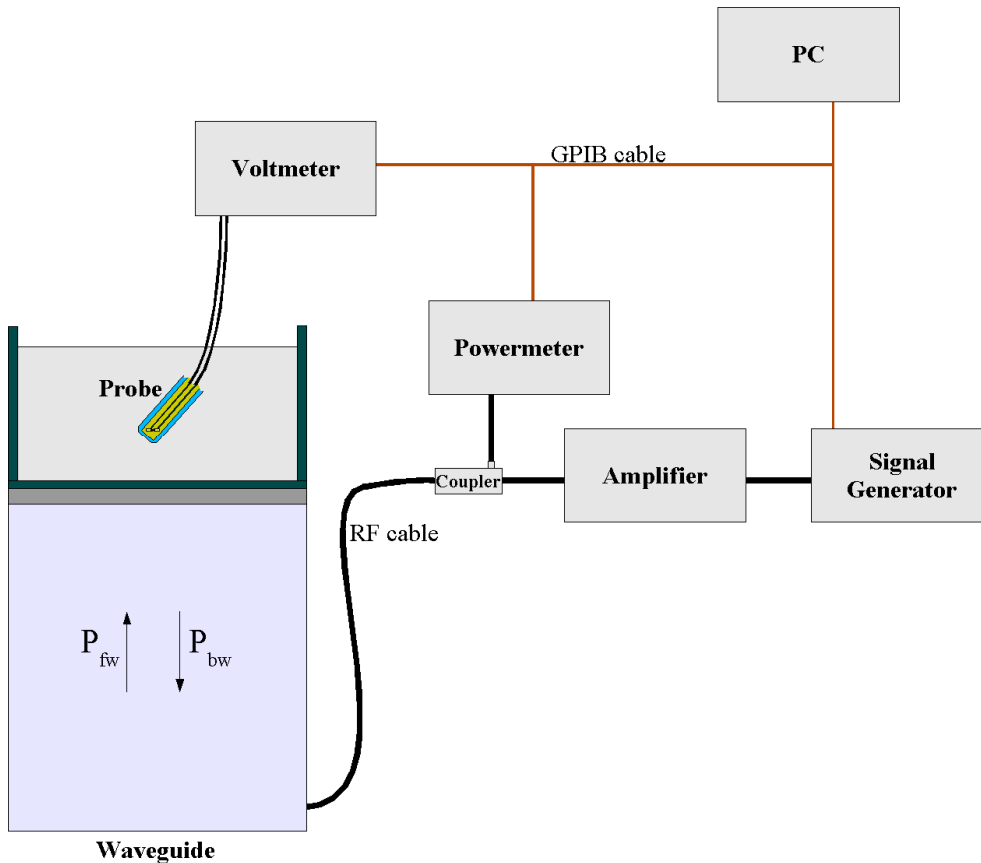 PC
Voltmeter
GPIB cable
Powermeter
Probe
Signal
Generator
Amplifier
Coupler
RF cable
P fw
P bw
Waveguide